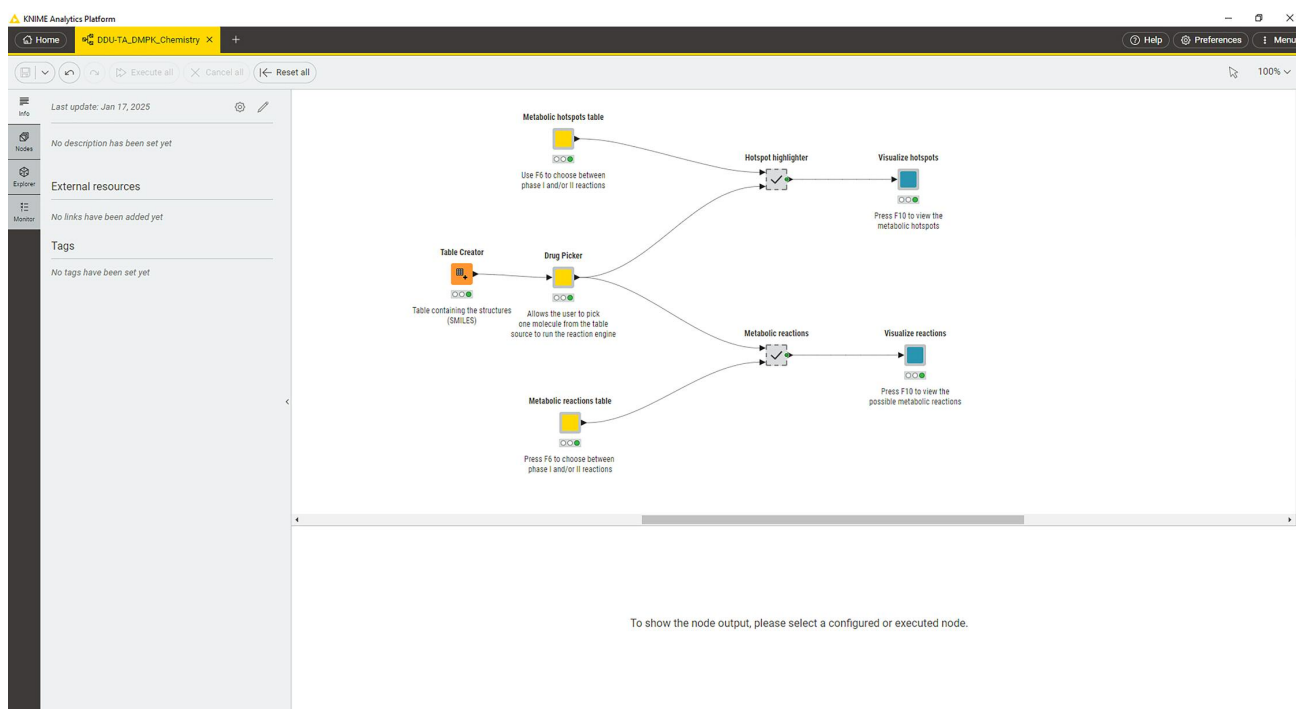 KNIME Analytics Platform
Home
DDU-TA_DMPK_Chemistry
Help
Preferences
Menu
Execute all
Cancel all
Reset all
100%
Info
Nodes
Explorer
Monitor
Last update: Jan 17, 2025
No description has been set yet
External resources
No links have been added yet
Tags
No tags have been set yet
Metabolic hotspots table
Use F6 to choose between
phase I and/or II reactions
Hotspot highlighter
Visualize hotspots
Press F10 to view the
metabolic hotspots
Table Creator
Table containing the structures
(SMILES)
Drug Picker
Allows the user to pick
one molecule from the table
source to run the reaction engine
Metabolic reactions
Visualize reactions
Press F10 to view the
possible metabolic reactions
Metabolic reactions table
Press F6 to choose between
phase I and/or II reactions
To show the node output, please select a configured or executed node.